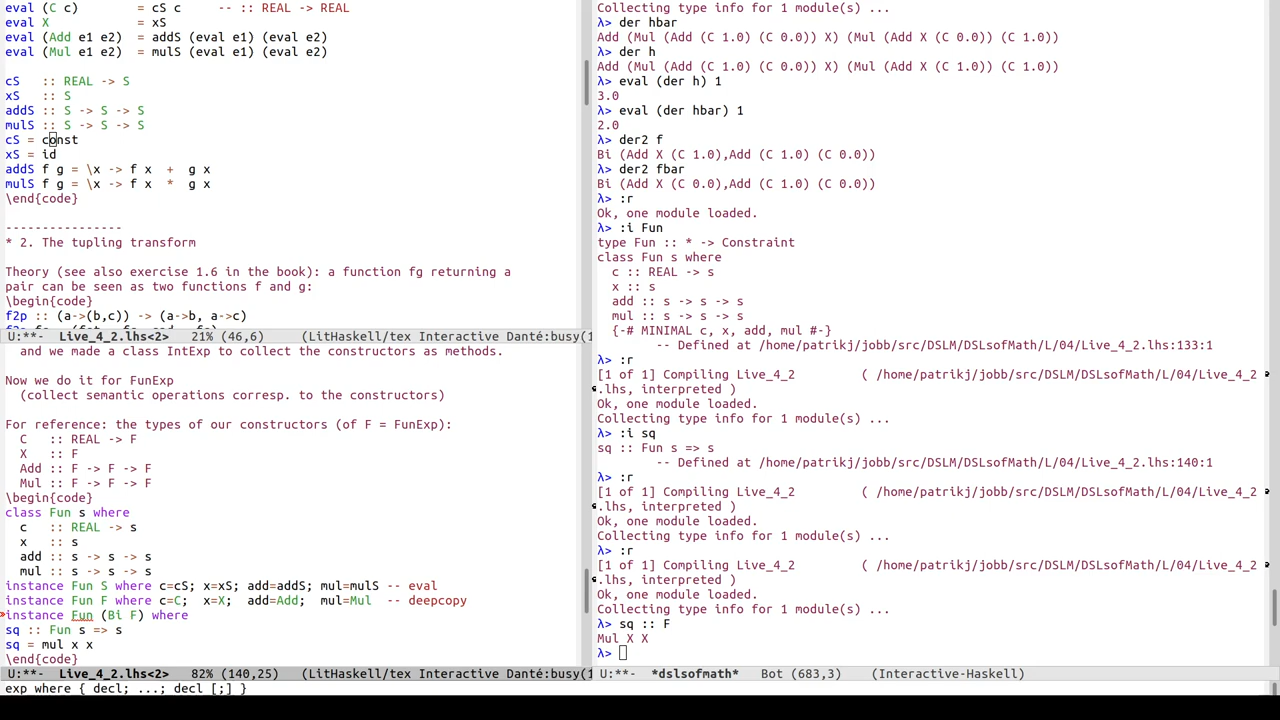 eval (C c)         = cS c     -- :: REAL -> REAL
eval X             = xS
eval (Add e1 e2)  = addS (eval e1) (eval e2)
eval (Mul e1 e2)  = mulS (eval e1) (eval e2)
cS   :: REAL -> S
xS   :: S
addS :: S -> S -> S
mulS :: S -> S -> S
cS = const
xS = id
addS f g = \x -> f x  +  g x
mulS f g = \x -> f x  *  g x
\end{code}
----------------
* 2. The tupling transform
Theory (see also exercise 1.6 in the book): a function fg returning a
pair can be seen as two functions f and g:
\begin{code}
f2p :: (a->(b,c)) -> (a->b, a->c)
U:**-  Live_4_2.lhs<2>   21% (46,6)    (LitHaskell/tex Interactive Danté:busy(1
and we made a class IntExp to collect the constructors as methods.
Now we do it for FunExp
(collect semantic operations corresp. to the constructors)
For reference: the types of our constructors (of F = FunExp):
C   :: REAL -> F
X   :: F
Add :: F -> F -> F
Mul :: F -> F -> F
\begin{code}
class Fun s where
c   :: REAL -> s
x   :: s
add :: s -> s -> s
mul :: s -> s -> s
instance Fun S where c=cS; x=xS; add=addS; mul=mulS -- eval
instance Fun F where c=C;  x=X;  add=Add;  mul=Mul  -- deepcopy
instance Fun (Bi F) where
sq :: Fun s => s
sq = mul x x
\end{code}
U:**-  Live_4_2.lhs<2>   82% (140,25)   (LitHaskell/tex Interactive Danté:busy(1
exp where { decl; ...; decl [;] }
Collecting type info for 1 module(s) ...
λ> der hbar
Add (Mul (Add (C 1.0) (C 0.0)) X) (Mul (Add X (C 0.0)) (C 1.0))
λ> der h
Add (Mul (Add (C 1.0) (C 0.0)) X) (Mul (Add X (C 1.0)) (C 1.0))
λ> eval (der h) 1
3.0
λ> eval (der hbar) 1
2.0
λ> der2 f
Bi (Add X (C 1.0),Add (C 1.0) (C 0.0))
λ> der2 fbar
Bi (Add X (C 0.0),Add (C 1.0) (C 0.0))
λ> :r
Ok, one module loaded.
λ> :i Fun
type Fun :: * -> Constraint
class Fun s where
c :: REAL -> s
x :: s
add :: s -> s -> s
mul :: s -> s -> s
{-# MINIMAL c, x, add, mul #-}
-- Defined at /home/patrikj/jobb/src/DSLM/DSLsofMath/L/04/Live_4_2.lhs:133:1
λ> :r
[1 of 1] Compiling Live_4_2         ( /home/patrikj/jobb/src/DSLM/DSLsofMath/L/04/Live_4_2
.lhs, interpreted )
Ok, one module loaded.
Collecting type info for 1 module(s) ...
λ> :i sq
sq :: Fun s => s
-- Defined at /home/patrikj/jobb/src/DSLM/DSLsofMath/L/04/Live_4_2.lhs:140:1
λ> :r
[1 of 1] Compiling Live_4_2         ( /home/patrikj/jobb/src/DSLM/DSLsofMath/L/04/Live_4_2
.lhs, interpreted )
Ok, one module loaded.
Collecting type info for 1 module(s) ...
λ> :r
[1 of 1] Compiling Live_4_2         ( /home/patrikj/jobb/src/DSLM/DSLsofMath/L/04/Live_4_2
.lhs, interpreted )
Ok, one module loaded.
Collecting type info for 1 module(s) ...
λ> sq :: F
Mul X X
λ>
U:**-  *dslsofmath*   Bot (683,3)    (Interactive-Haskell)